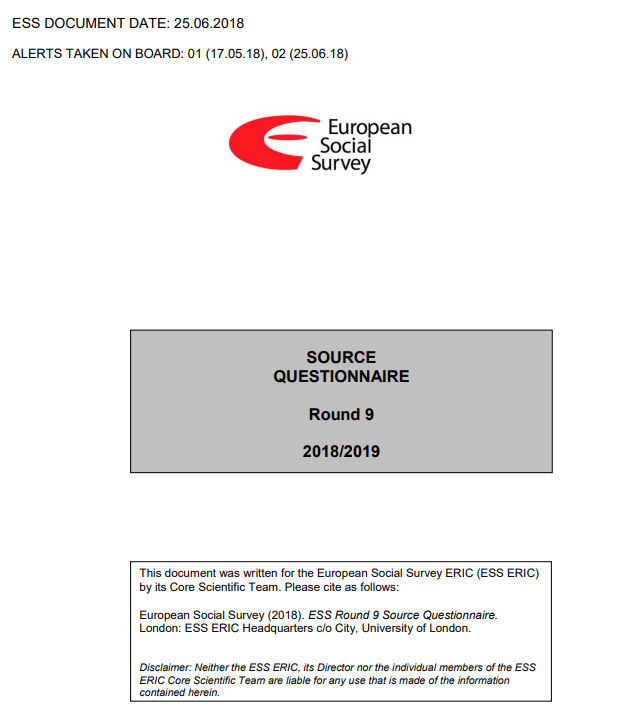 ESS DOCUMENT DATE: 25.06.2018
ALERTS TAKEN ON BOARD: 01 (17.05.18), 02 (25.06.18)
European
Social
Survey
SOURCE
QUESTIONNAIRE
Round 9
2018/2019
This document was written for the European Social Survey ERIC (ESS ERIC)
by its Core Scientific Team. Please cite as follows:
European Social Survey (2018). ESS Round 9 Source Questionnaire.
London: ESS ERIC Headquarters c/o City, University of London.
Disclaimer: Neither the ESS ERIC, its Director nor the individual members of the ESS
ERIC Core Scientific Team are liable for any use that is made of the information
contained herein.